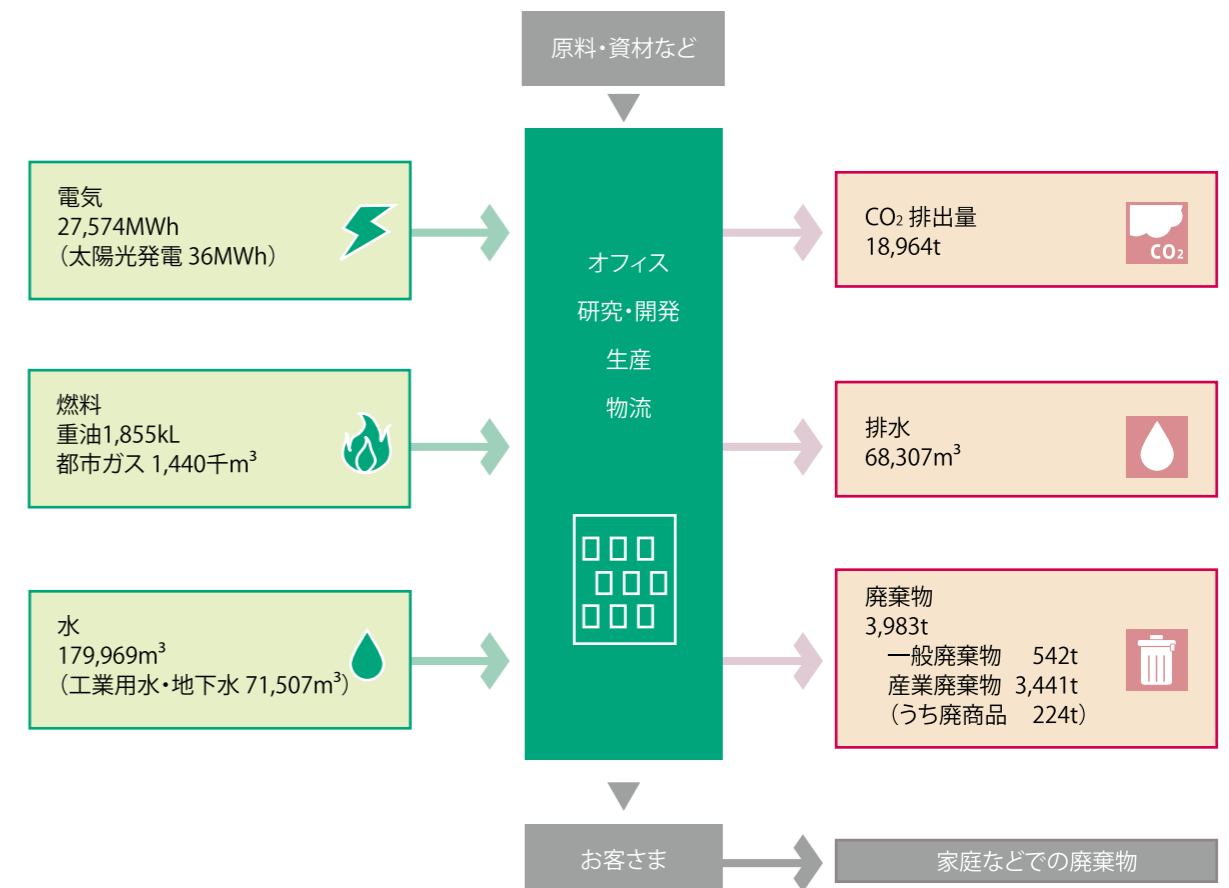 原料・資材など
電気
27,574MWh
（太陽光発電 36MWh）
燃料
重油1,855kL
都市ガス 1,440千m³
水
179,969m³
（工業用水・地下水 71,507m³）
オフィス
研究・開発
生産
物流
CO₂ 排出量
18,964t
CO₂
排水
68,307m³
廃棄物
3,983t
一般廃棄物 542t
産業廃棄物 3,441t
（うち廃商品 224t）
お客さま
家庭などでの廃棄物